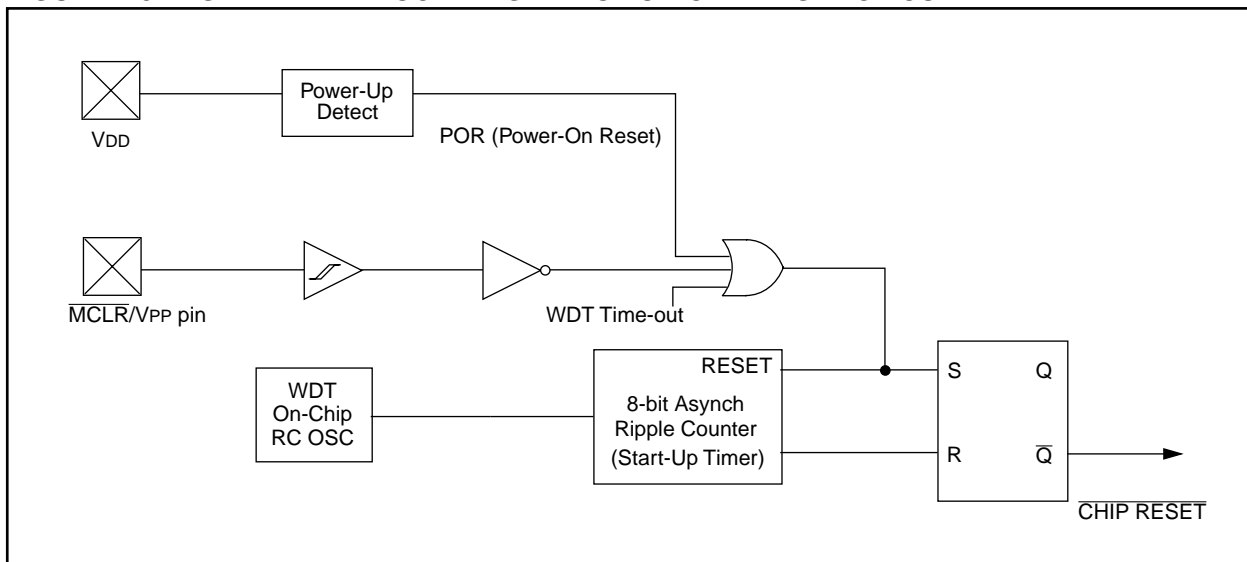 Power-Up
Detect
VDD
POR (Power-On Reset)
MCLR/VPP pin
WDT Time-out
RESET
WDT
On-Chip
RC OSC
8-bit Asynch
Ripple Counter
(Start-Up Timer)
S
Q
R
Q
CHIP RESET